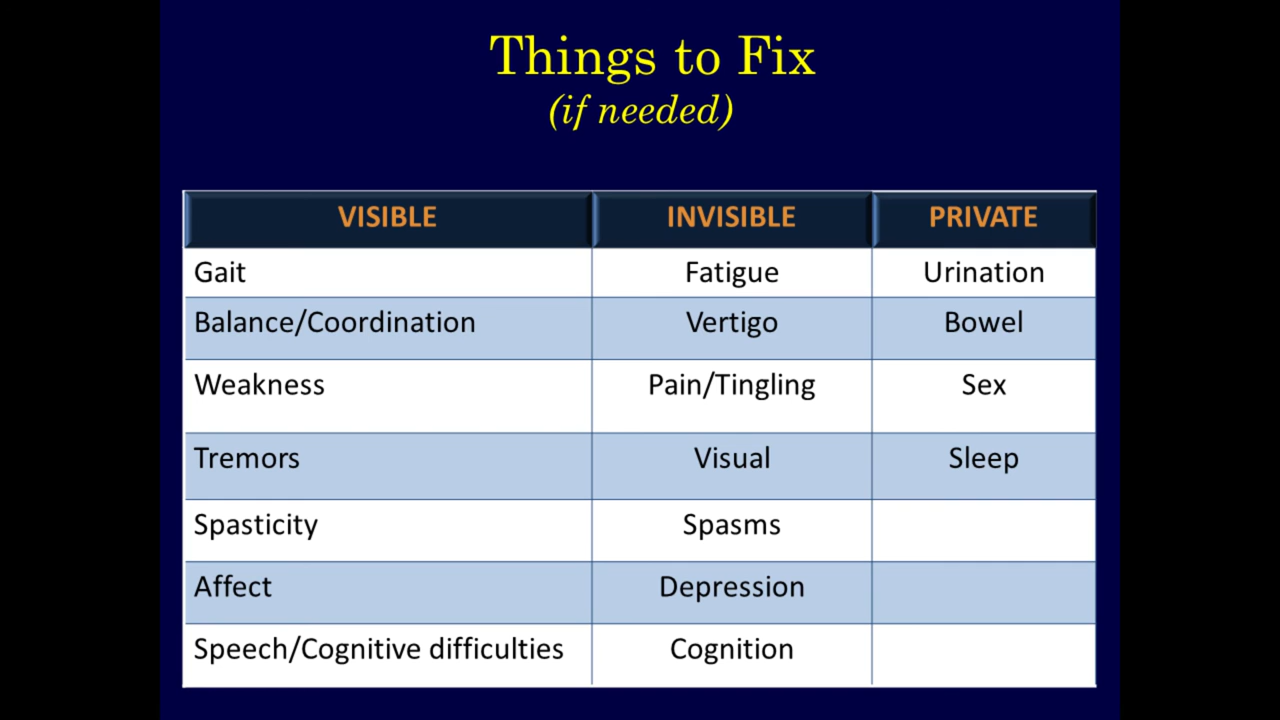 Things to Fix
(if needed)
VISIBLE INVISIBLE PRIVATE
Gait Fatigue Urination
Balance/Coordination Vertigo Bowel
Weakness Pain/Tingling Sex
Tremors Visual Sleep
Spasticity Spasms
Affect Depression
Speech/Cognitive difficulties Cognition